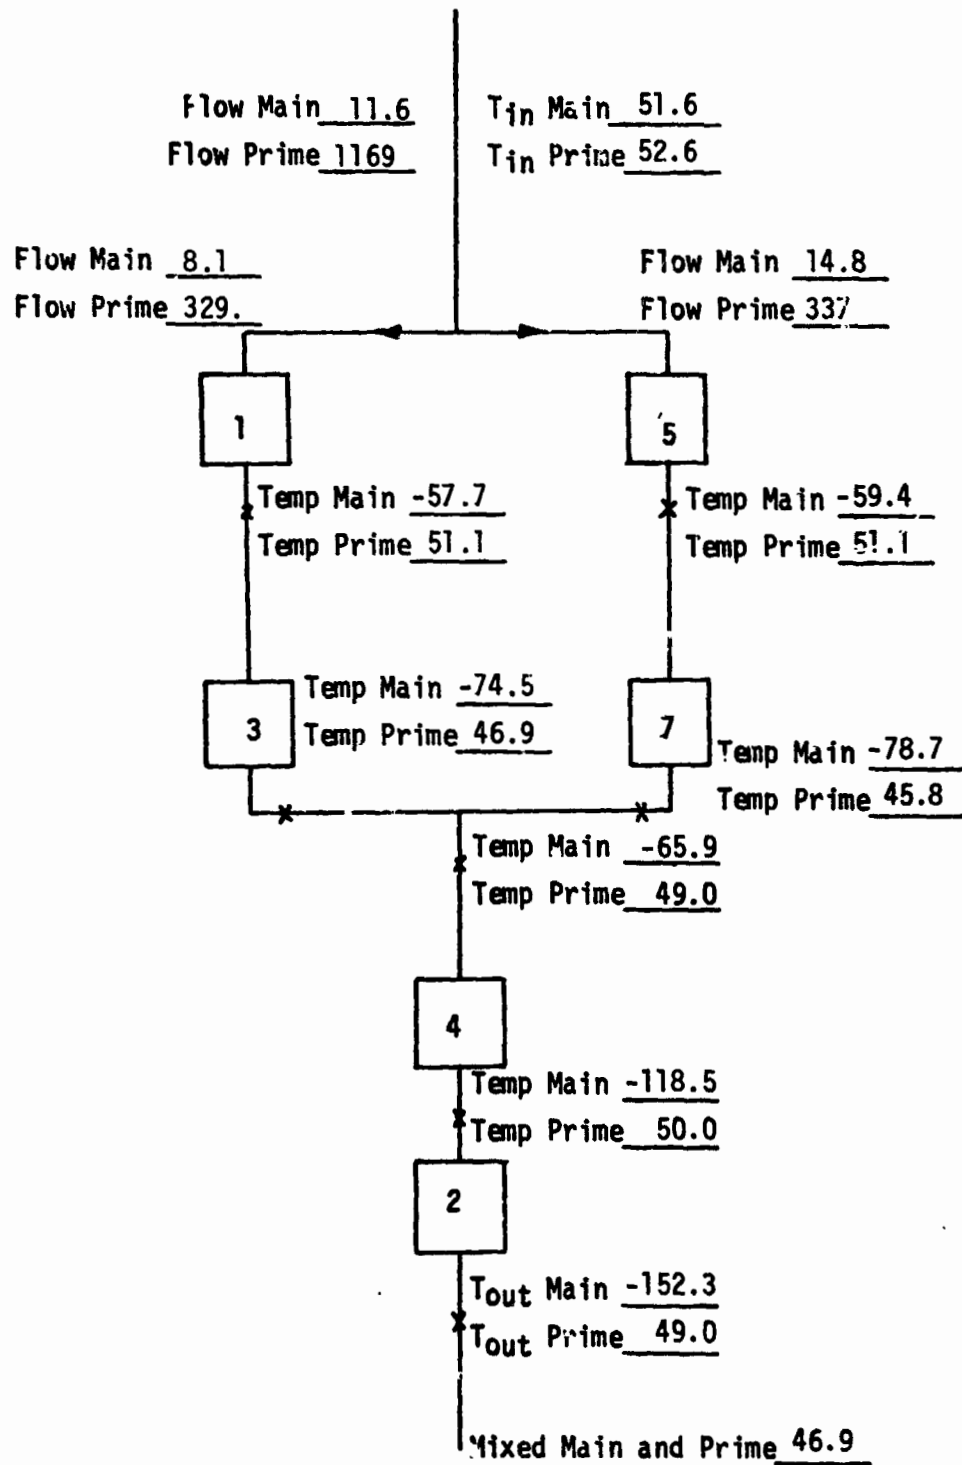 Flow Main 11.6
Flow Prime 1169
Tin Main 51.6
Tin Prime 52.6
Flow Main 8.1
Flow Prime 329.
Flow Main 14.8
Flow Prime 337
1
5
Temp Main -57.7
Temp Prime 51.1
Temp Main -59.4
Temp Prime 51.1
3
Temp Main -74.5
Temp Prime 46.9
7
Temp Main -78.7
Temp Prime 45.8
Temp Main -65.9
Temp Prime 49.0
4
Temp Main -118.5
Temp Prime 50.0
2
Tout Main -152.3
Tout Prime 49.0
Mixed Main and Prime 46.9